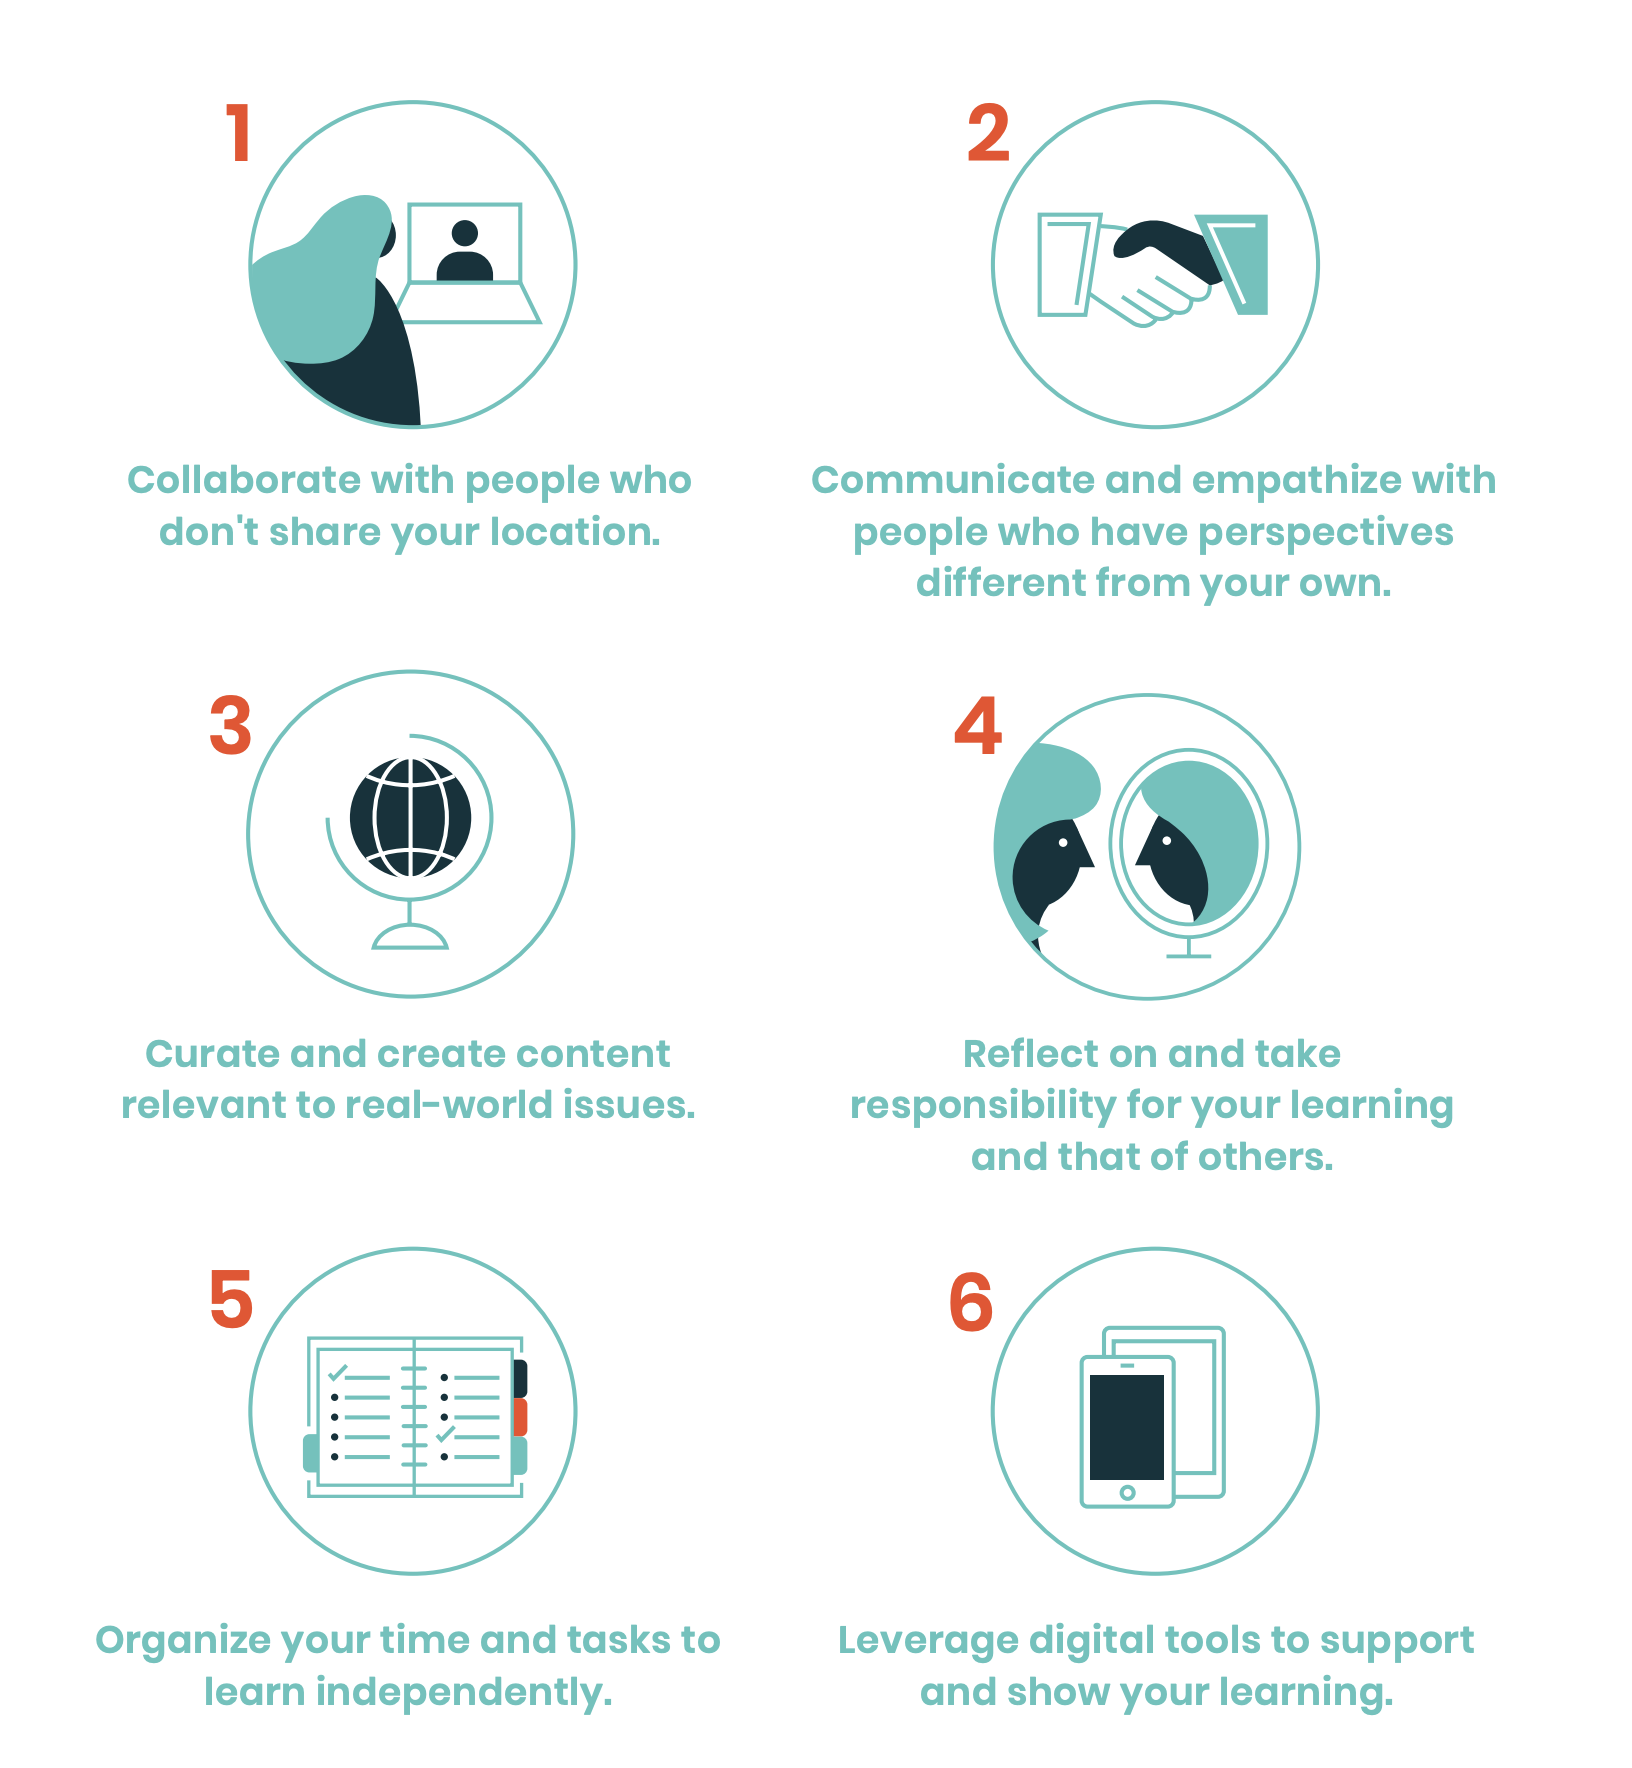 1
Collaborate with people who
don't share your location.
2
Communicate and empathize with
people who have perspectives
different from your own.
3
Curate and create content
relevant to real-world issues.
4
Reflect on and take
responsibility for your learning
and that of others.
5
Organize your time and tasks to
learn independently.
6
Leverage digital tools to support
and show your learning.